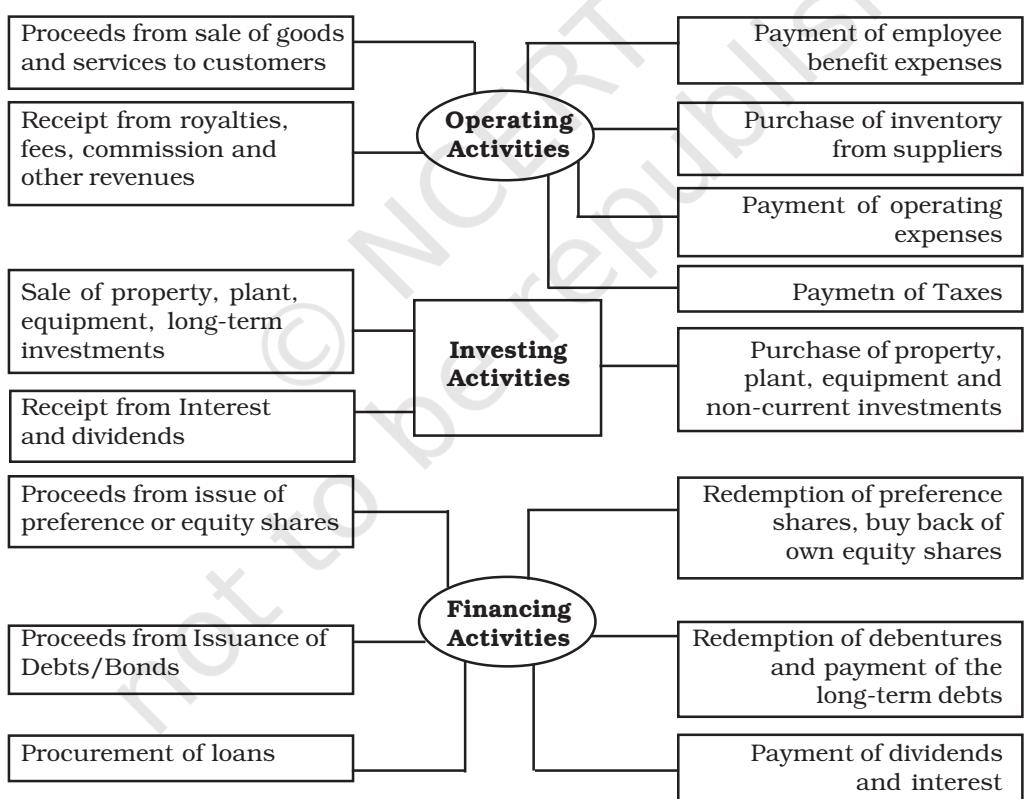 Proceeds from sale of goods
and services to customers
Receipt from royalties,
fees, commission and
other revenues
Operating
Activities
Payment of employee
benefit expenses
Purchase of inventory
from suppliers
Payment of operating
expenses
Paymetn of Taxes
Sale of property, plant,
equipment, long-term
investments
Receipt from Interest
and dividends
Investing
Activities
Purchase of property,
plant, equipment and
non-current investments
Proceeds from issue of
preference or equity shares
Proceeds from Issuance of
Debts/Bonds
Procurement of loans
Financing
Activities
Redemption of preference
shares, buy back of
own equity shares
Redemption of debentures
and payment of the
long-term debts
Payment of dividends
and interest
© NCERT
not to be republis